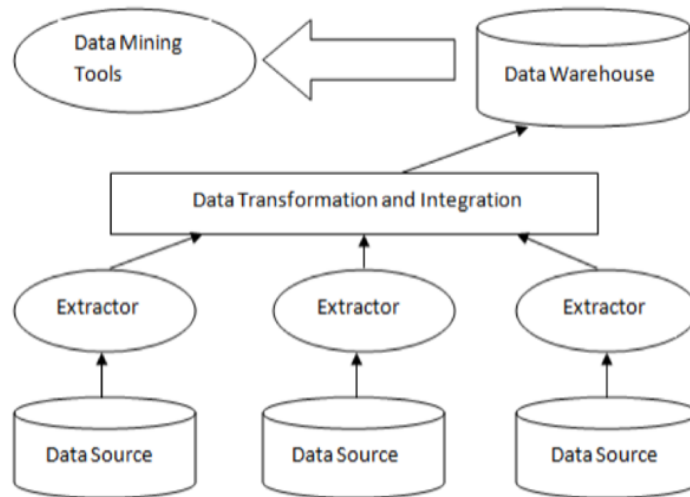 Data Mining
Tools
Data Warehouse
Data Transformation and Integration
Extractor
Extractor
Extractor
Data Source
Data Source
Data Source